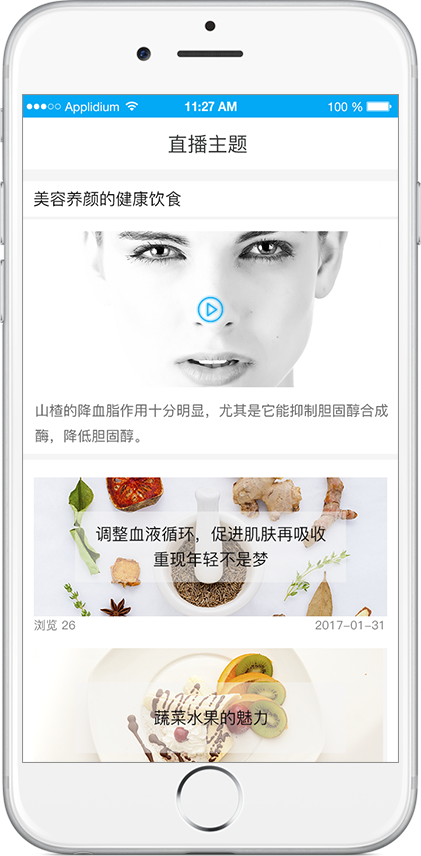 Applidium 11:27 AM 100 %
直播主题
美容养颜的健康饮食
山楂的降血脂作用十分明显，尤其是它能抑制胆固醇合成
酶，降低胆固醇。
调整血液循环，促进肌肤再吸收
重现年轻不是梦
浏览 26 2017-01-31
蔬菜水果的魅力